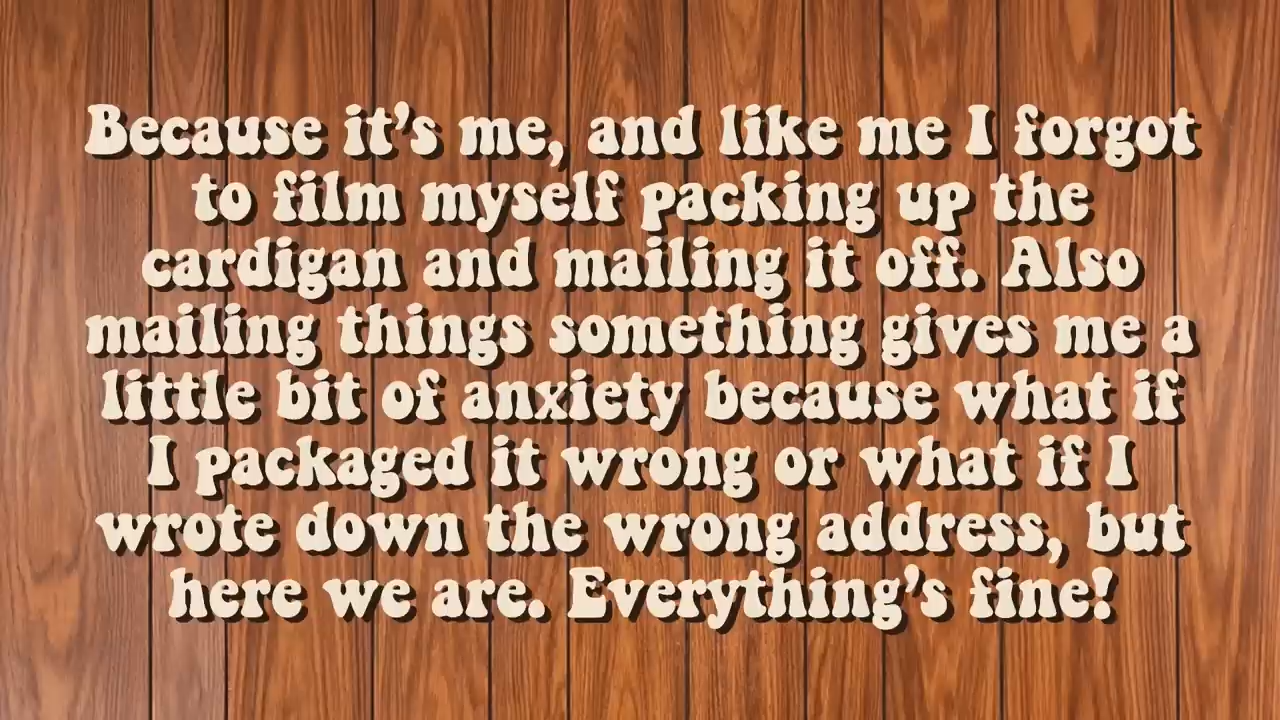 Because it's me, and like me I forgot
to film myself packing up the
cardigan and mailing it off. Also
mailing things something gives me a
little bit of anxiety because what if
I packaged it wrong or what if I
wrote down the wrong address, but
here we are. Everything's fine!